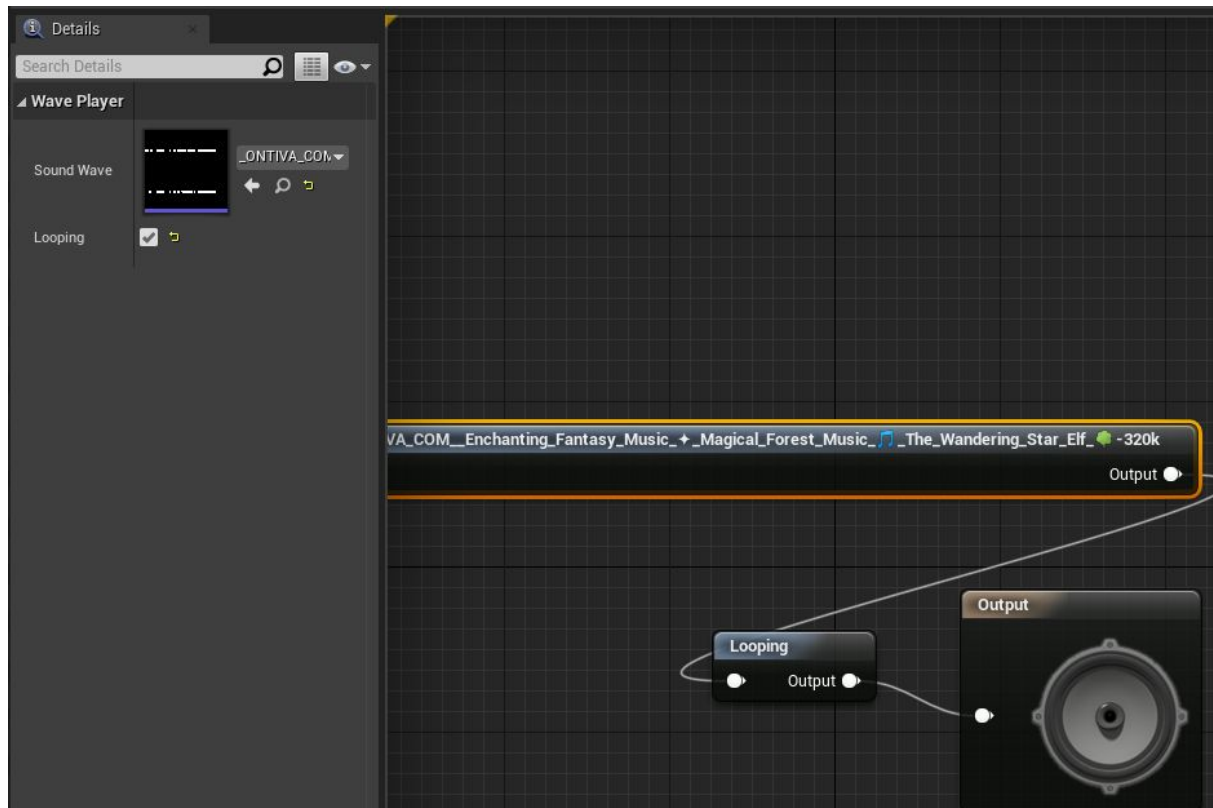 Details
Search Details
Wave Player
Sound Wave
_ONTIVA_COM
Looping
VA_COM__Enchanting_Fantasy_Music_✦_Magical_Forest_Music_🎵_The_Wandering_Star_Elf_🌳-320k
Output
Output
Looping
Output